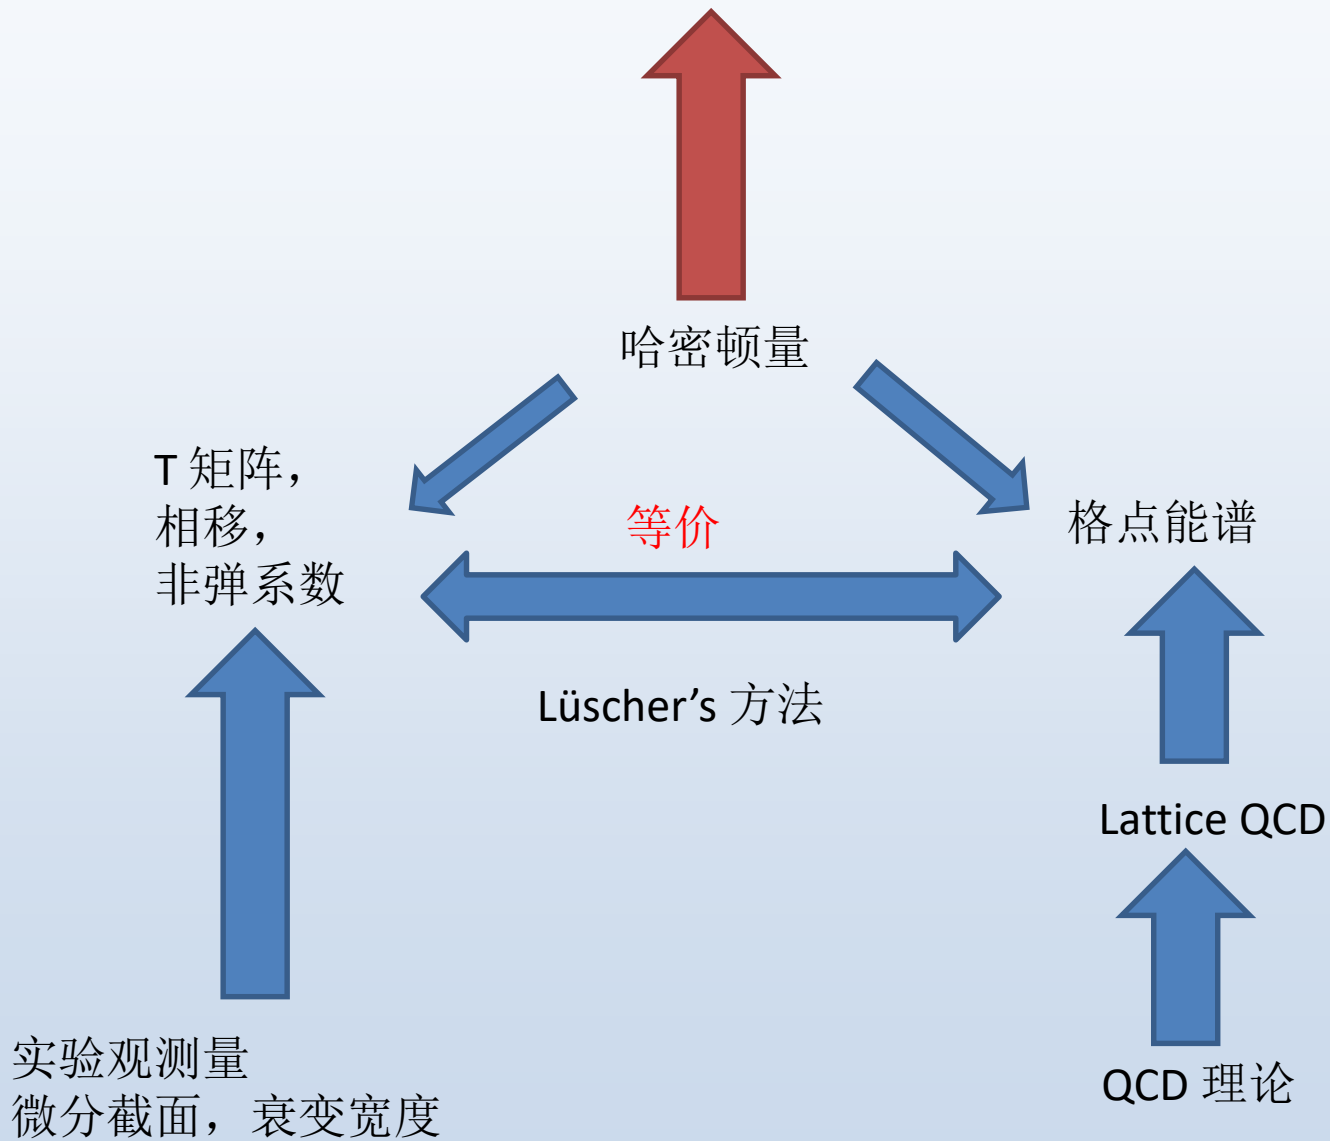 哈密顿量
T 矩阵，
相移，
非弹系数
等价
格点能谱
Lüscher’s 方法
Lattice QCD
实验观测量
微分截面，衰变宽度
QCD 理论